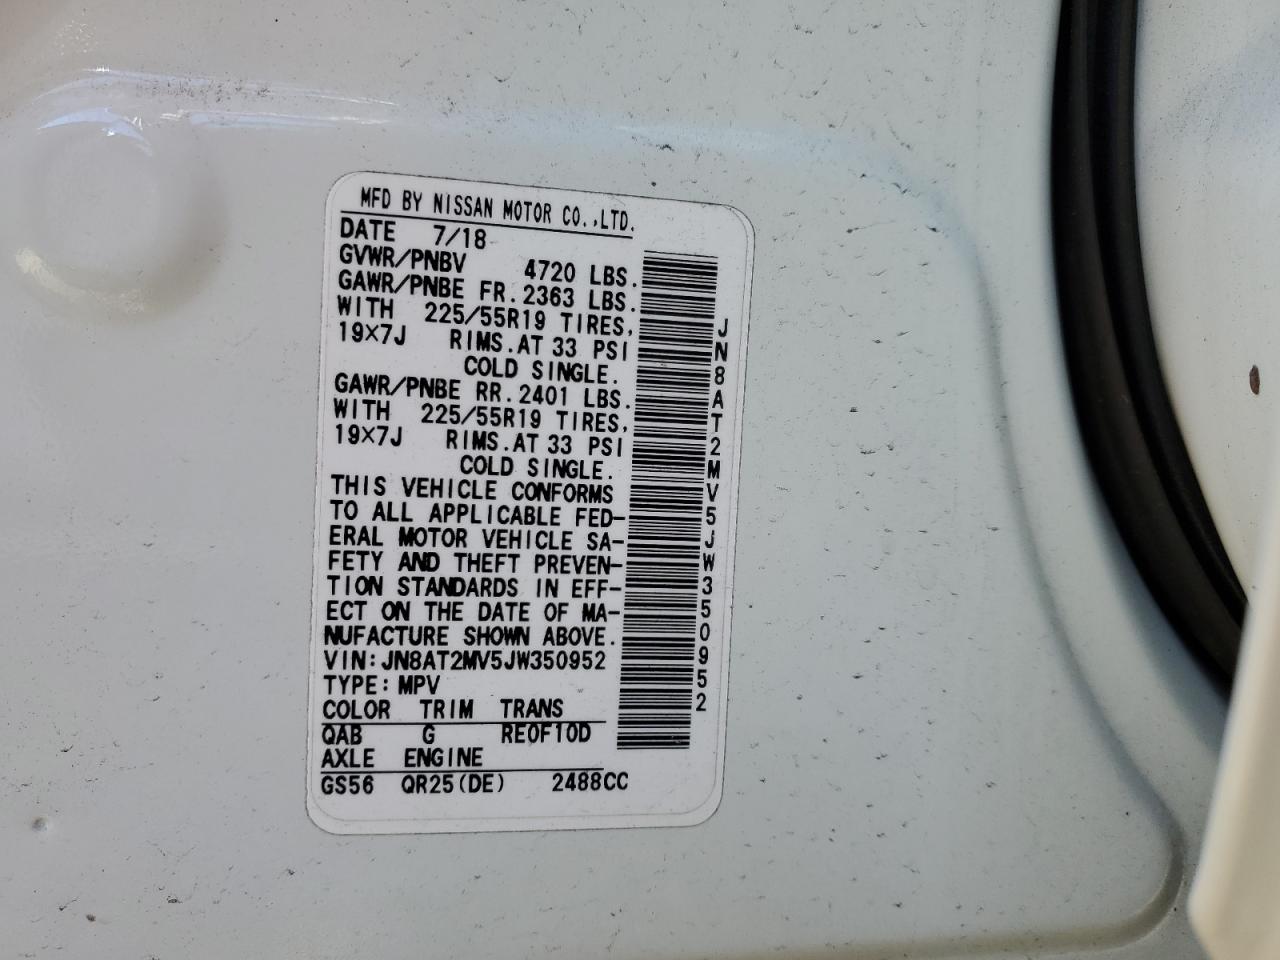 MFD BY NISSAN MOTOR CO.,LTD.
DATE 7/18
GVWR/PNBV 4720 LBS.
GAWR/PNBE FR. 2363 LBS.
WITH 225/55R19 TIRES,
19×7J RIMS.AT 33 PSI
COLD SINGLE.
GAWR/PNBE RR. 2401 LBS.
WITH 225/55R19 TIRES,
19×7J RIMS.AT 33 PSI
COLD SINGLE.
THIS VEHICLE CONFORMS
TO ALL APPLICABLE FED-
ERAL MOTOR VEHICLE SA-
FETY AND THEFT PREVEN-
TION STANDARDS IN EFF-
ECT ON THE DATE OF MA-
NUFACTURE SHOWN ABOVE.
VIN:JN8AT2MV5JW350952
TYPE: MPV
COLOR TRIM TRANS
QAB G RE0F10D
AXLE ENGINE
GS56 QR25(DE) 2488CC
JN8AT2MV5JW350952